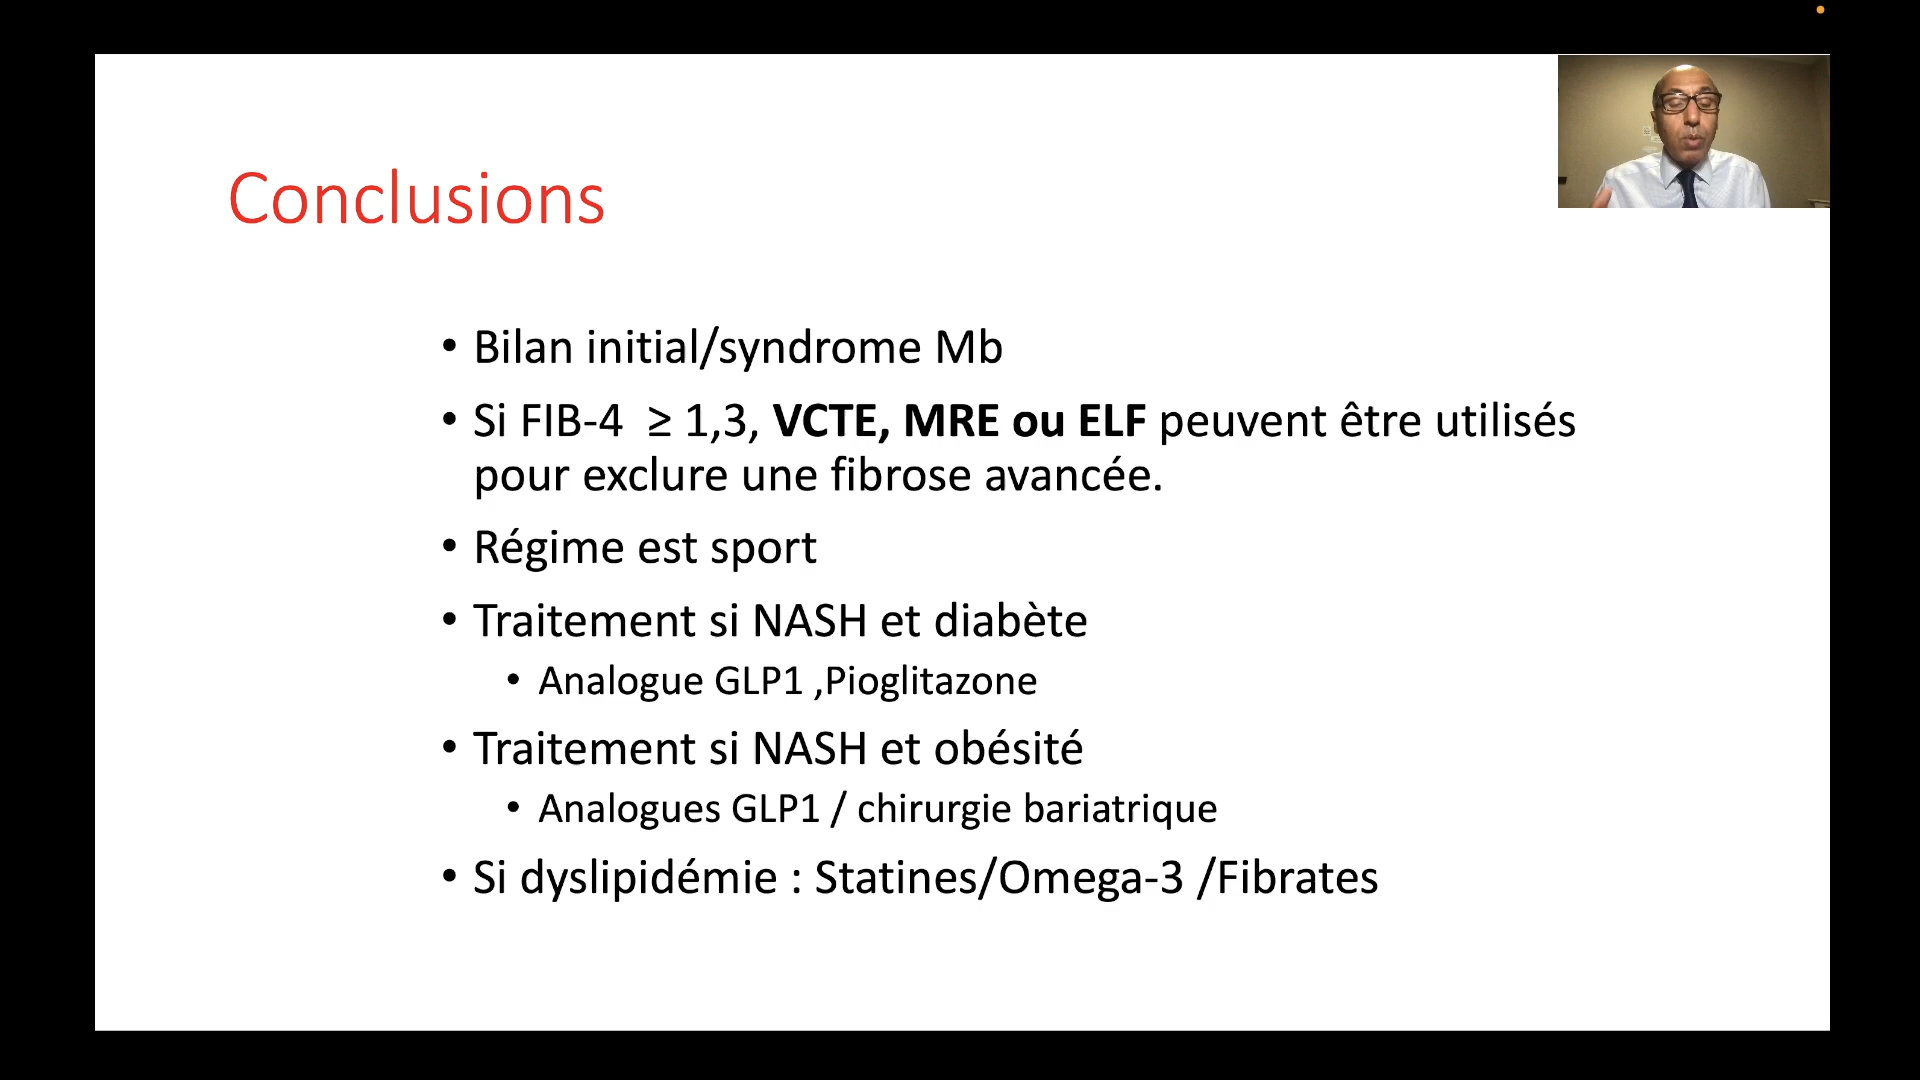 Conclusions
• Bilan initial/syndrome Mb
• Si FIB-4 ≥ 1,3, VCTE, MRE ou ELF peuvent être utilisés
pour exclure une fibrose avancée.
• Régime est sport
• Traitement si NASH et diabète
• Analogue GLP1 ,Pioglitazone
• Traitement si NASH et obésité
• Analogues GLP1 / chirurgie bariatrique
• Si dyslipidémie : Statines/Omega-3 /Fibrates